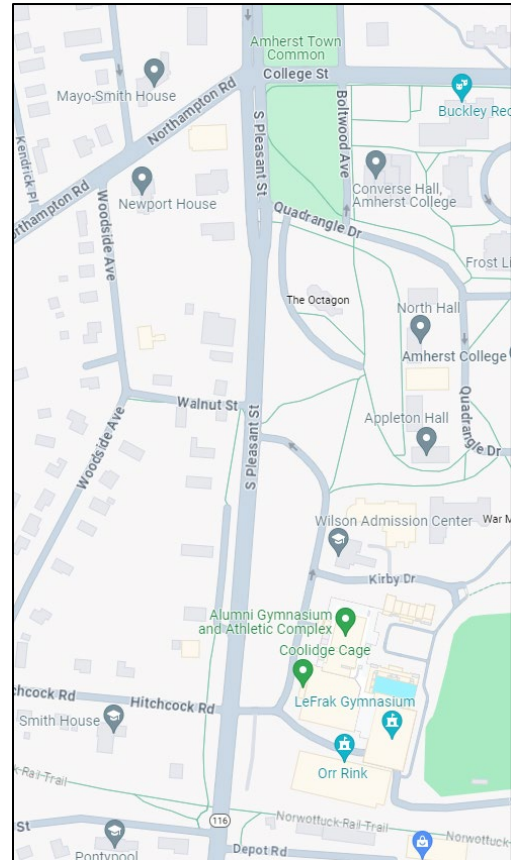 Amherst Town
Common
College St
Mayo-Smith House
Northampton Rd
S Pleasant St
Boltwood Ave
Buckley Rec
Kendrick Pl
Converse Hall,
Amherst College
Newport House
orthampton Rd
Woodside Ave
Quadrangle Dr
Frost Li
The Octagon
North Hall
Amherst College
Walnut St
S Pleasant St
Appleton Hall
Quadrangle Dr
Woodside Ave
Wilson Admission Center
War M
Kirby Dr
Alumni Gymnasium
and Athletic Complex
Coolidge Cage
chcock Rd
Hitchcock Rd
LeFrak Gymnasium
Smith House
Orr Rink
k-Rail-Trail
Norwottuck-Rail-Trail
Norwottuck
116
St
Depot Rd
Pontypool